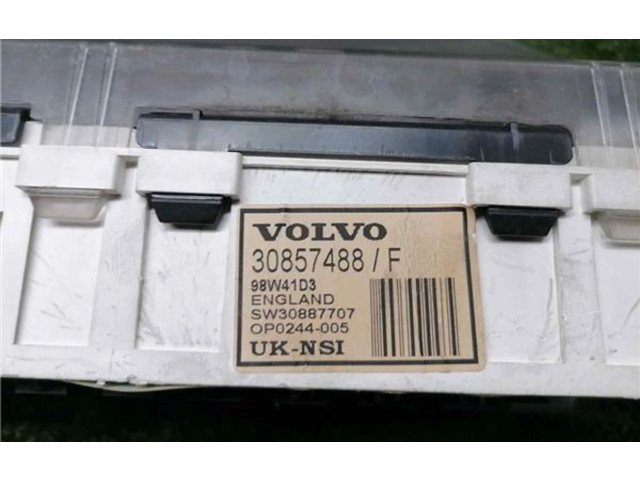 VOLVO
30857488 / F
98W41D3
ENGLAND
SW30887707
OP0244-005
UK-NSI